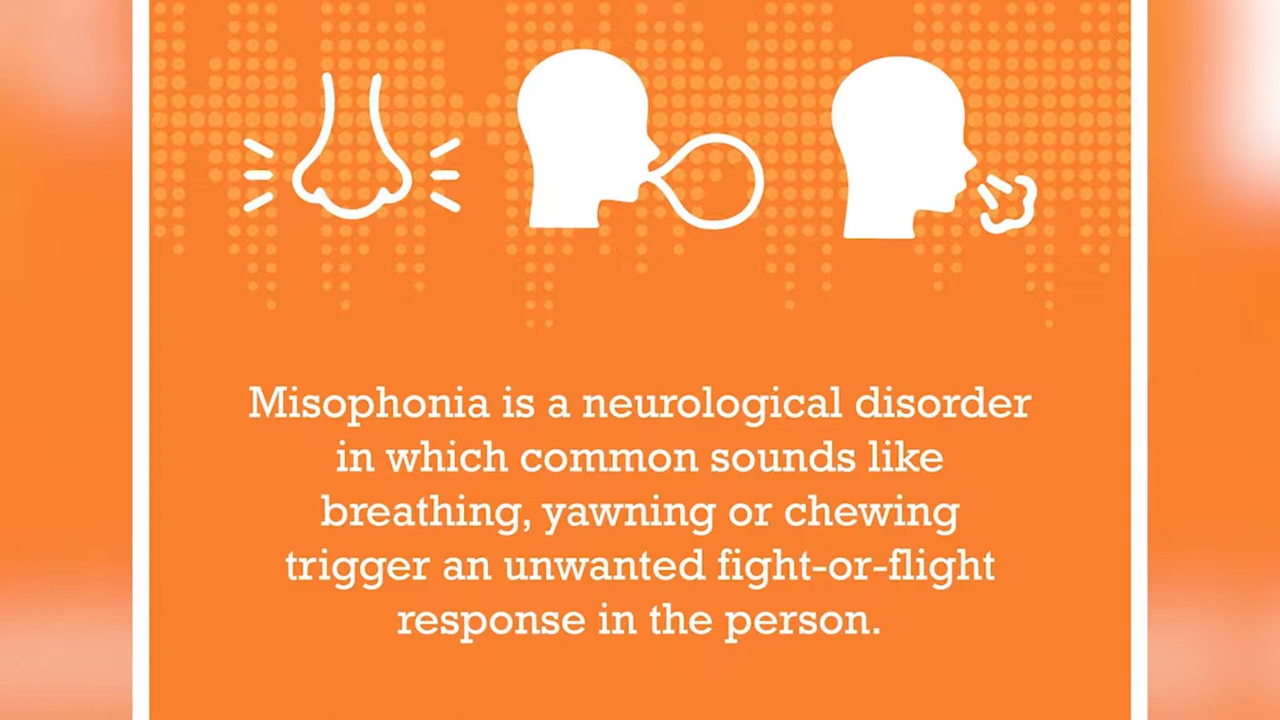 Misophonia is a neurological disorder
in which common sounds like
breathing, yawning or chewing
trigger an unwanted fight-or-flight
response in the person.